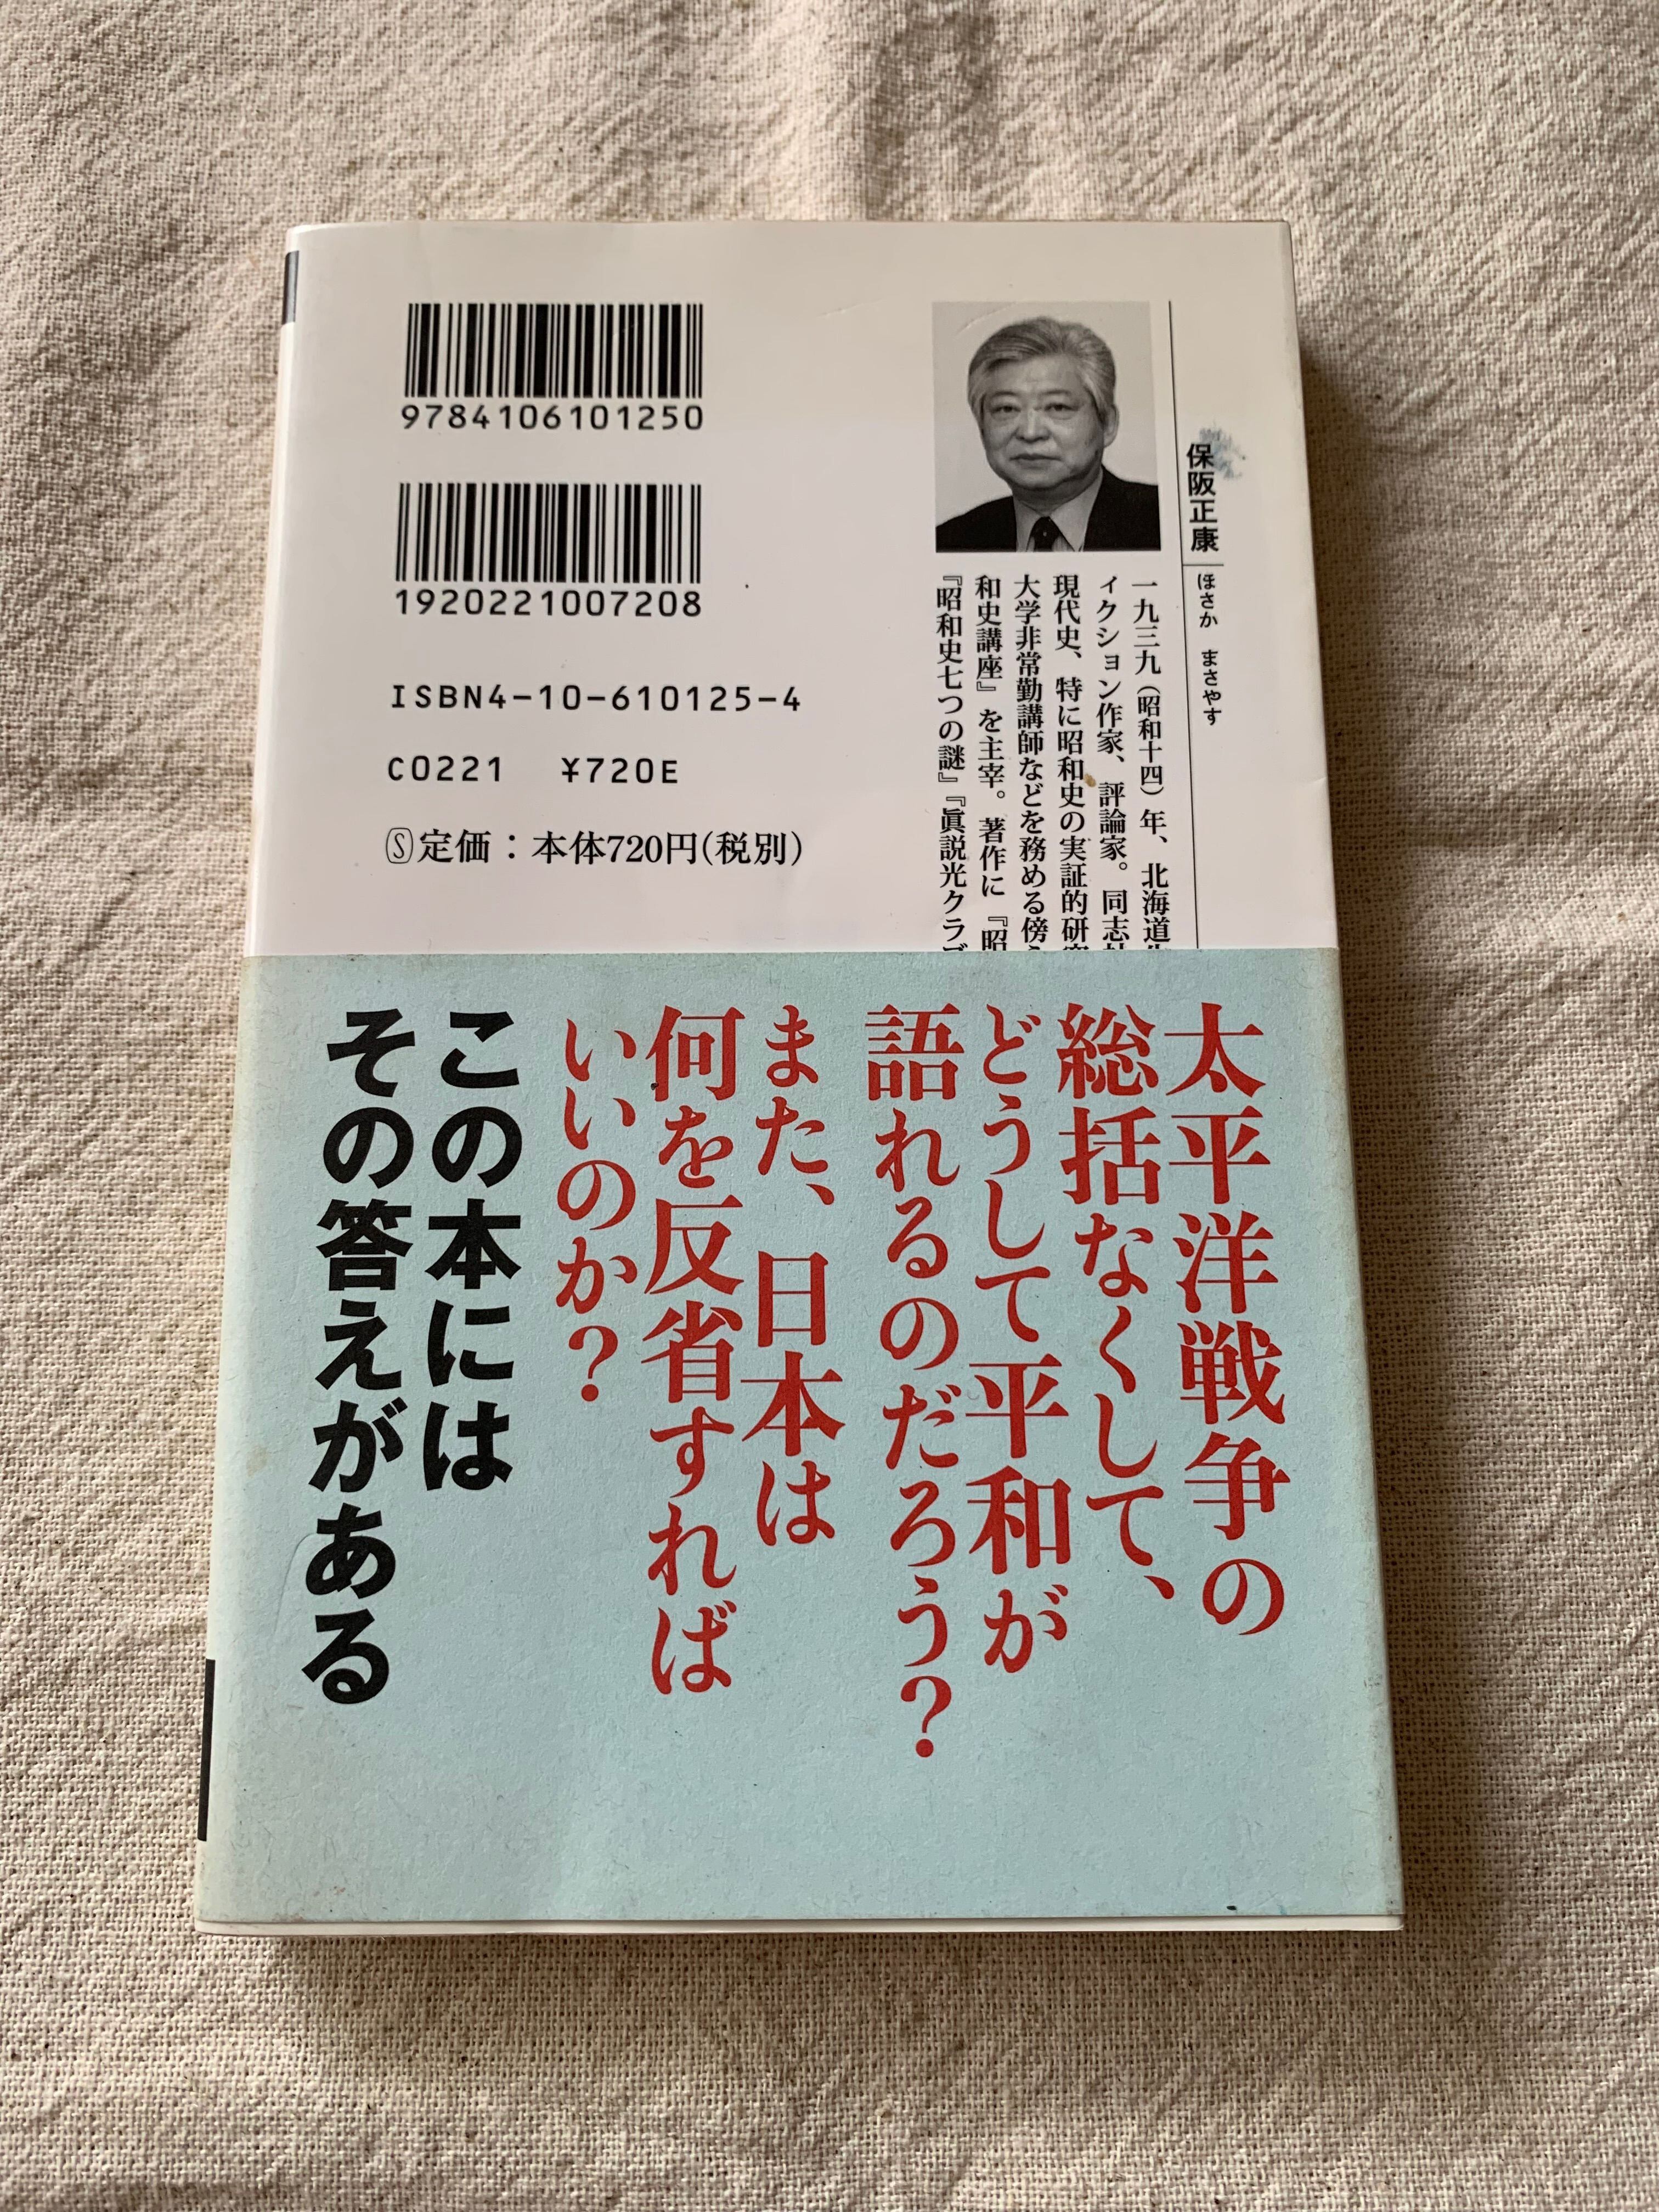 9784106101250
1920221007208
ISBN4-10-610125-4
C0221 ¥720E
Ⓢ定価：本体720円(税別)
保阪正康 ほさか まさやす
一九三九(昭和十四)年、北海道
ィクション作家、評論家。同志
現代史、特に昭和史の実証的研
大学非常勤講師などを務める傍
和史講座』を主宰。著作に『昭
『昭和史七つの謎』『眞説光クラブ
太平洋戦争の
総括なくして、
どうして平和が
語れるのだろう？
また、日本は
何を反省すれば
いいのか？
この本には
その答えがある